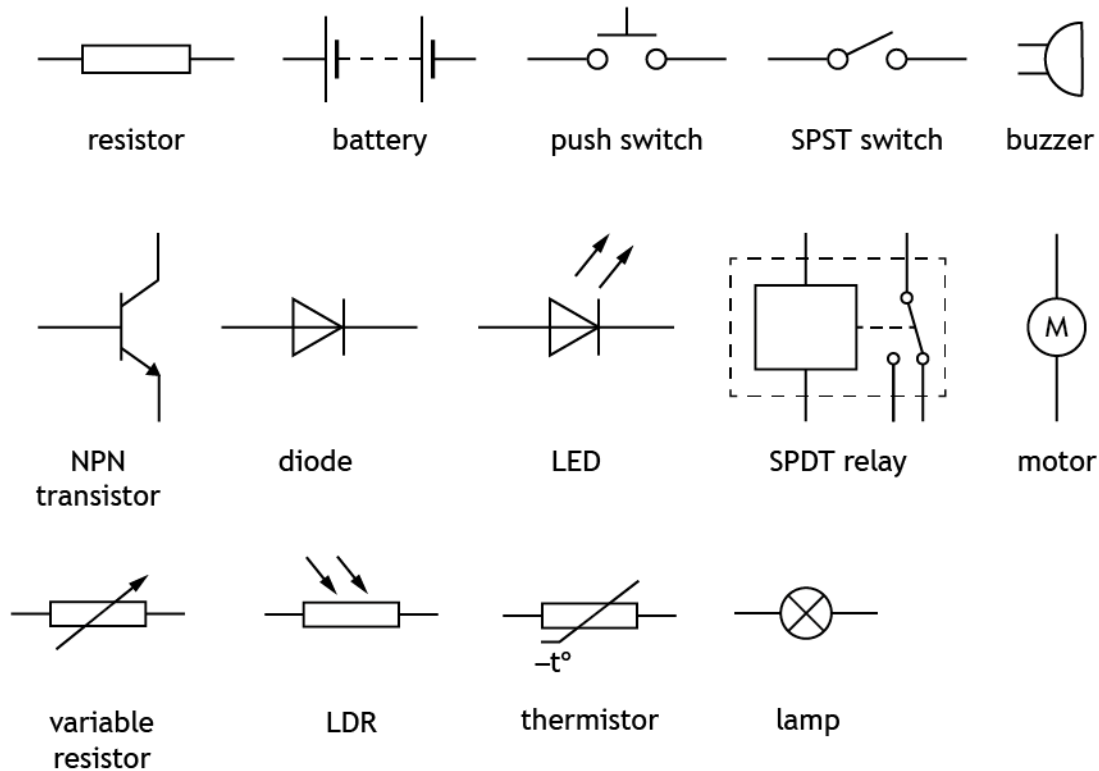 resistor
battery
push switch
SPST switch
buzzer
M
NPN
transistor
diode
LED
SPDT relay
motor
–t°
variable
resistor
LDR
thermistor
lamp